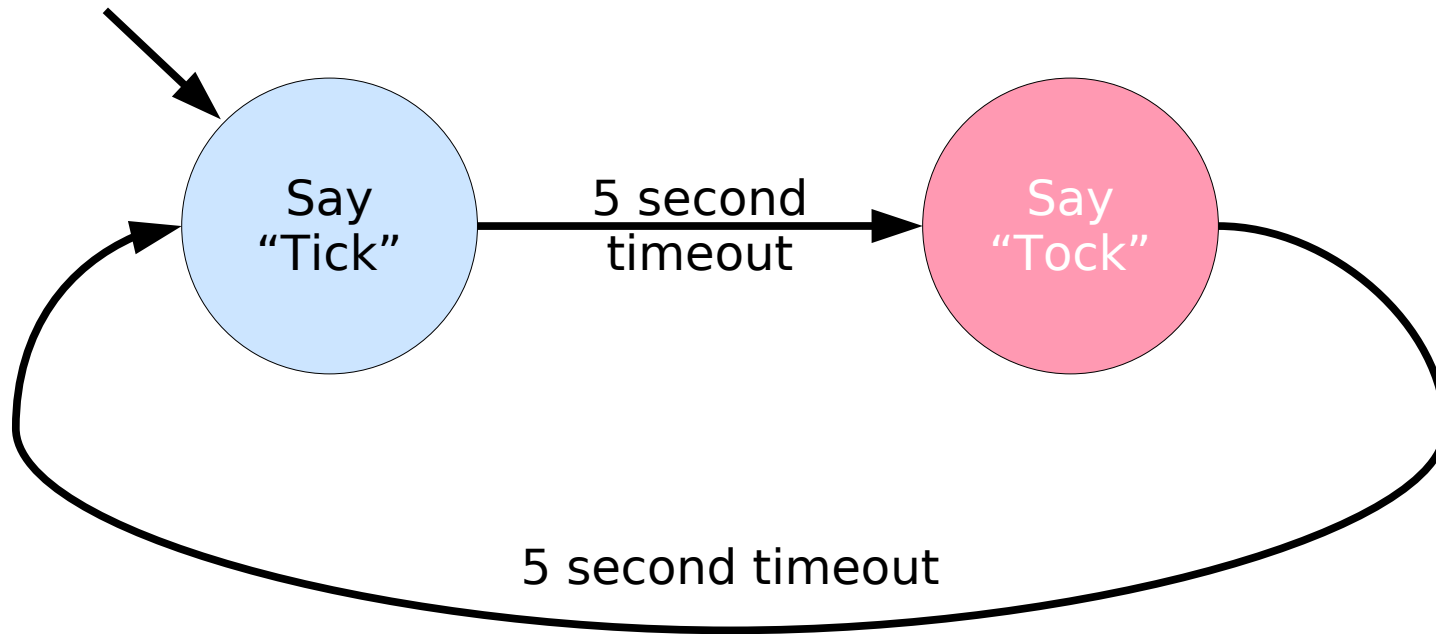 Say
“Tick”
5 second
timeout
Say
“Tock”
5 second timeout